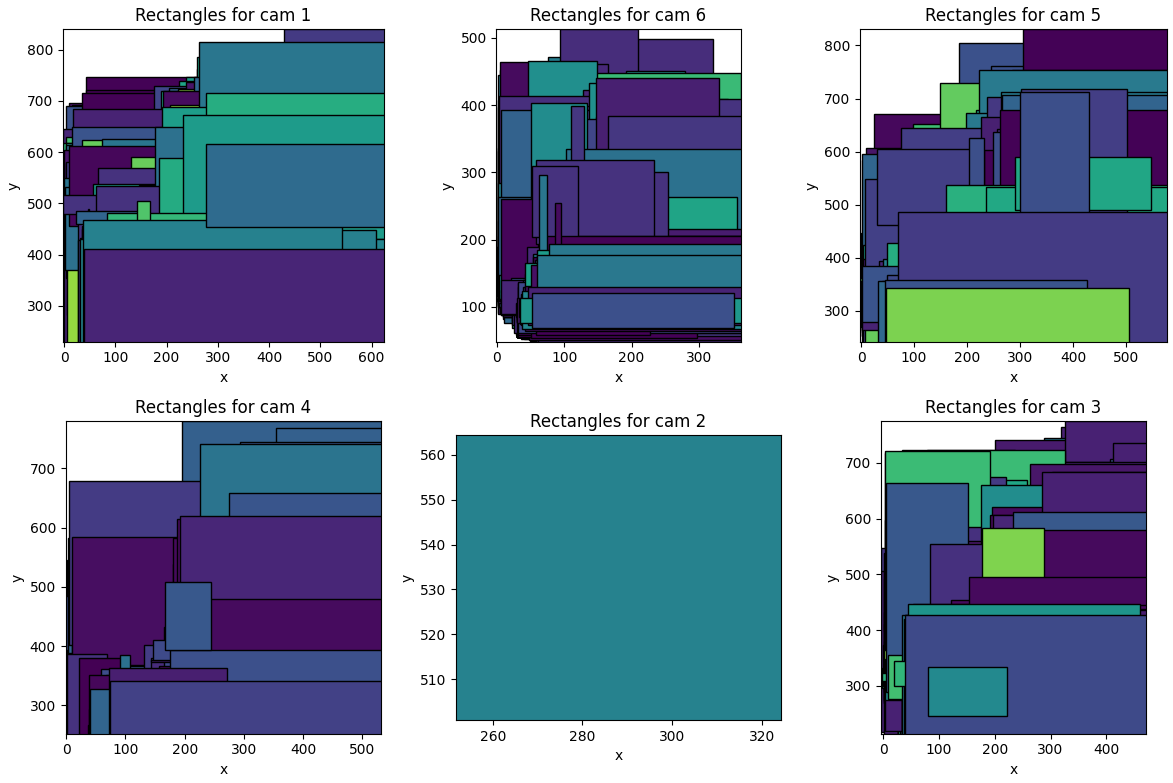 Rectangles for cam 1
800
700
600
500
400
300
y
0 100 200 300 400 500 600
x
Rectangles for cam 6
500
400
300
200
100
y
0 100 200 300
x
Rectangles for cam 5
800
700
600
500
400
300
y
0 100 200 300 400 500
x
Rectangles for cam 4
700
600
500
400
300
y
0 100 200 300 400 500
x
Rectangles for cam 2
560
550
540
530
520
510
y
260 280 300 320
x
Rectangles for cam 3
700
600
500
400
300
y
0 100 200 300 400
x